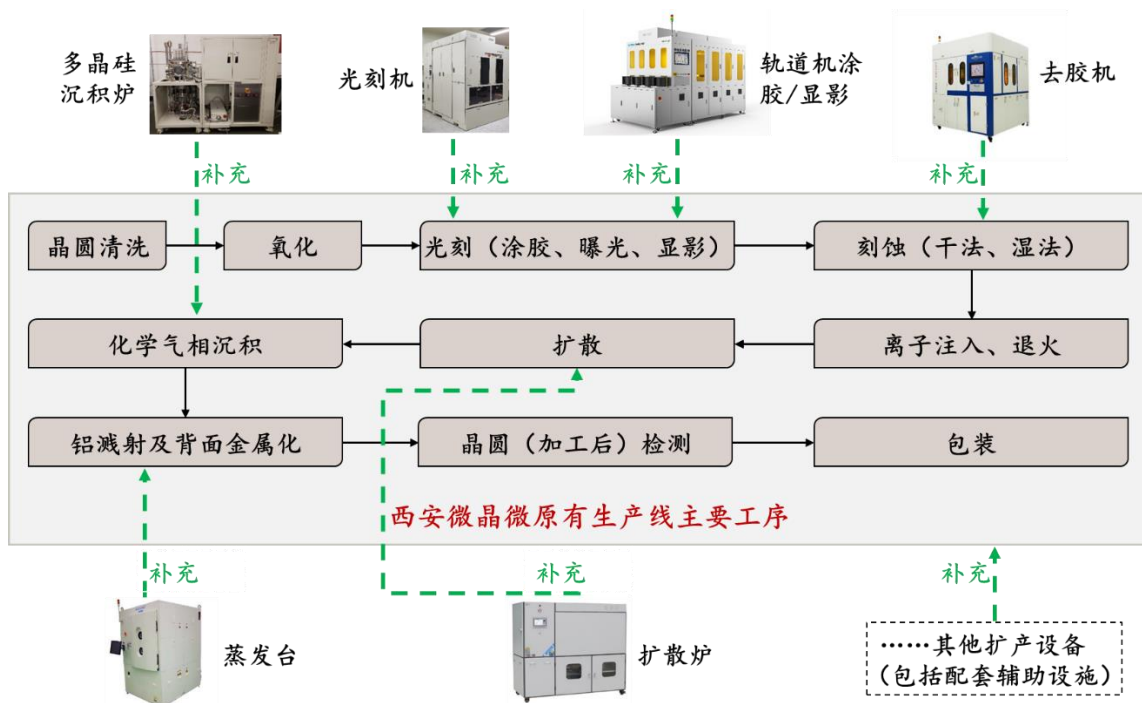 多晶硅
沉积炉
光刻机
轨道机涂
胶/显影
去胶机
补充
补充
补充
补充
晶圆清洗
氧化
光刻（涂胶、曝光、显影）
刻蚀（干法、湿法）
化学气相沉积
扩散
离子注入、退火
铝溅射及背面金属化
晶圆（加工后）检测
包装
西安微晶微原有生产线主要工序
补充
补充
补充
蒸发台
扩散炉
……其他扩产设备
（包括配套辅助设施）